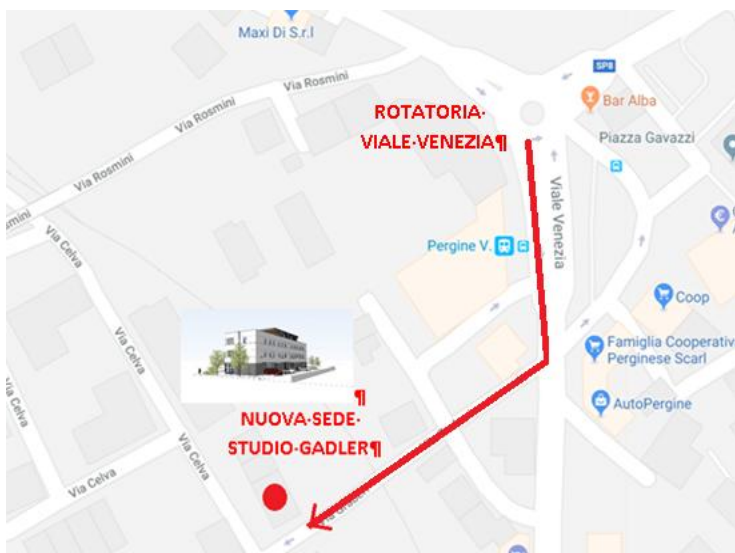 Maxi Di S.r.l
SP8
Via Rosmini
Bar Alba
ROTATORIA·
VIALE·VENEZIA¶
Piazza Gavazzi
Via Rosmini
Via Rosmini
Viale Venezia
Via Celva
Pergine V.
Coop
Via Celva
Famiglia Cooperativ
Perginese Scarl
¶
AutoPergine
NUOVA·SEDE·
STUDIO·GADLER¶
Via Celva
Via Celva